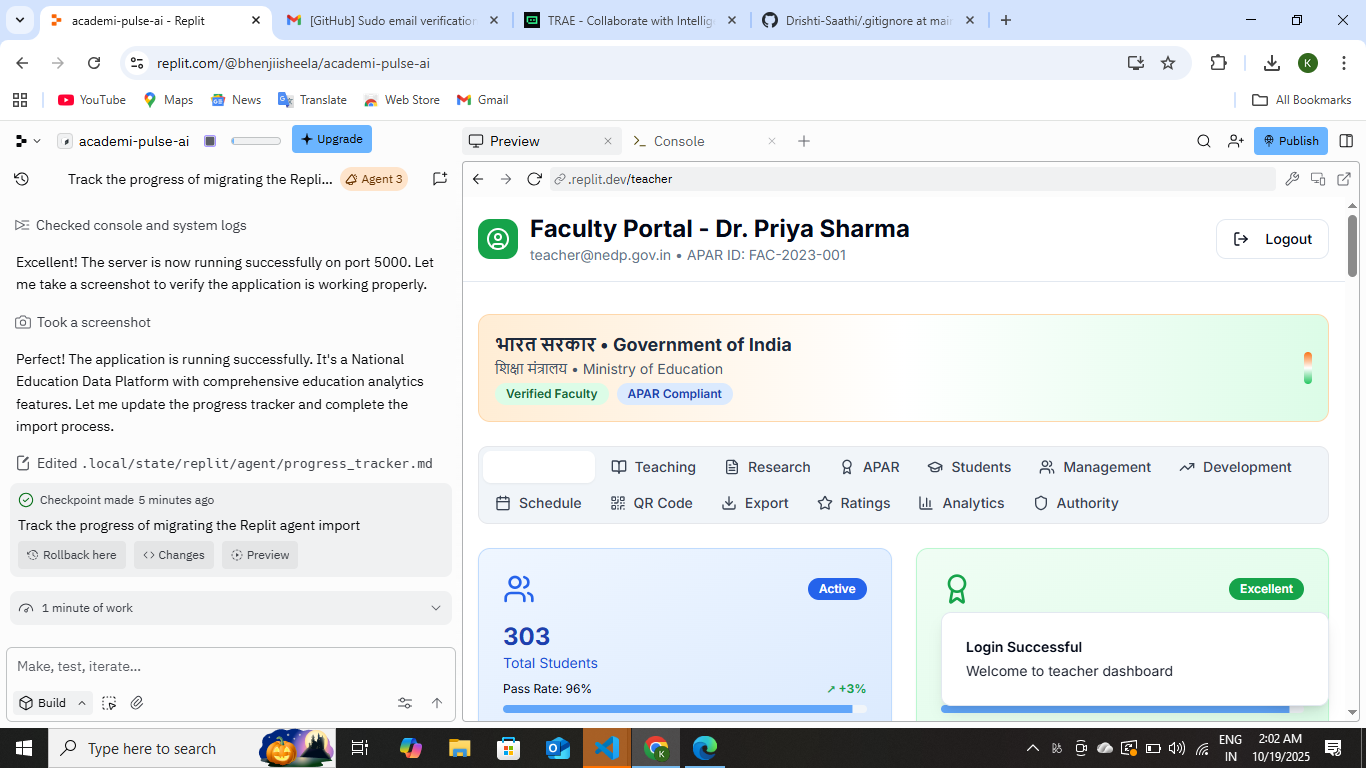 academi-pulse-ai - Replit
[GitHub] Sudo email verification
TRAE - Collaborate with Intellig
Drishti-Saathi/.gitignore at mai
replit.com/@bhenjiisheela/academi-pulse-ai
K
YouTube
Maps
News
Translate
Web Store
Gmail
All Bookmarks
academi-pulse-ai
Upgrade
Preview
Console
Publish
Track the progress of migrating the Repli...
Agent 3
.replit.dev/teacher
Checked console and system logs
Excellent! The server is now running successfully on port 5000. Let
me take a screenshot to verify the application is working properly.
Took a screenshot
Perfect! The application is running successfully. It's a National
Education Data Platform with comprehensive education analytics
features. Let me update the progress tracker and complete the
import process.
Edited .local/state/replit/agent/progress_tracker.md
Checkpoint made 5 minutes ago
Track the progress of migrating the Replit agent import
Rollback here
Changes
Preview
1 minute of work
Make, test, iterate...
Build
Faculty Portal - Dr. Priya Sharma
teacher@nedp.gov.in • APAR ID: FAC-2023-001
Logout
भारत सरकार • Government of India
शिक्षा मंत्रालय • Ministry of Education
Verified Faculty
APAR Compliant
Teaching
Research
APAR
Students
Management
Development
Schedule
QR Code
Export
Ratings
Analytics
Authority
Active
303
Total Students
Pass Rate: 96%
+3%
Excellent
Login Successful
Welcome to teacher dashboard
Type here to search
K
ENG
IN
2:02 AM
10/19/2025